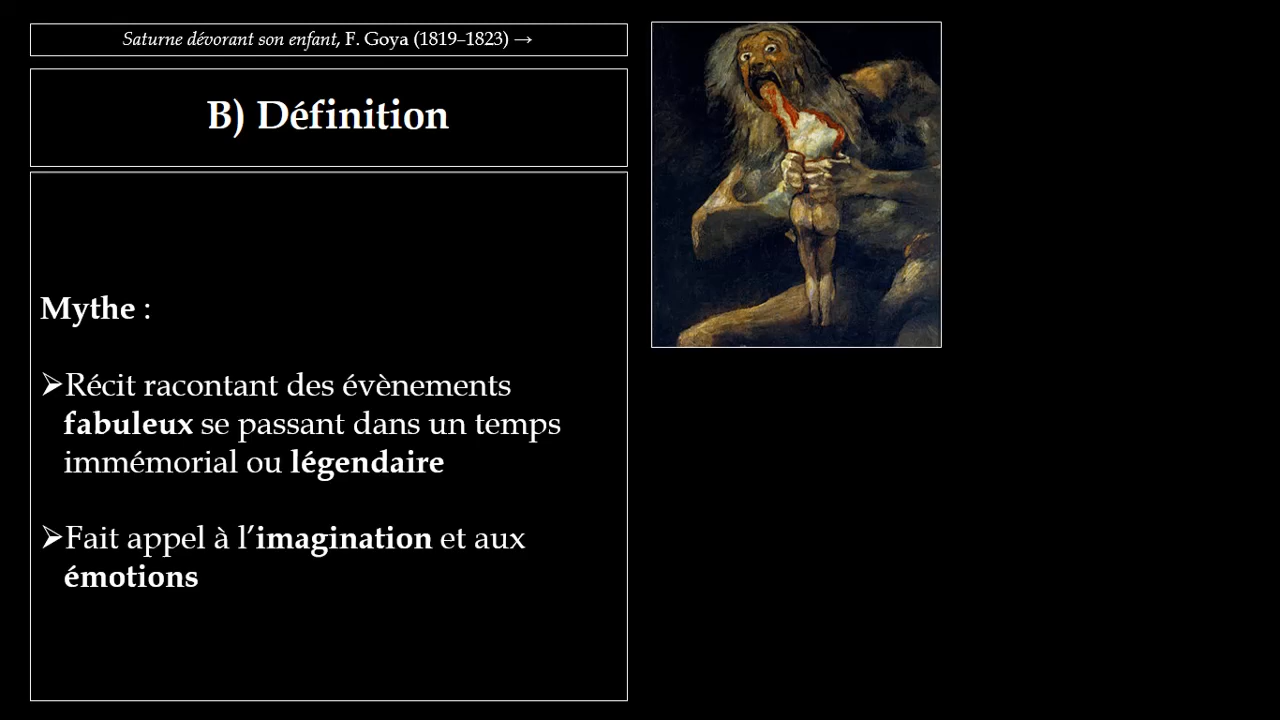 Saturne dévorant son enfant, F. Goya (1819–1823) →
B) Définition
Mythe :
➢Récit racontant des évènements
fabuleux se passant dans un temps
immémorial ou légendaire
➢Fait appel à l’imagination et aux
émotions